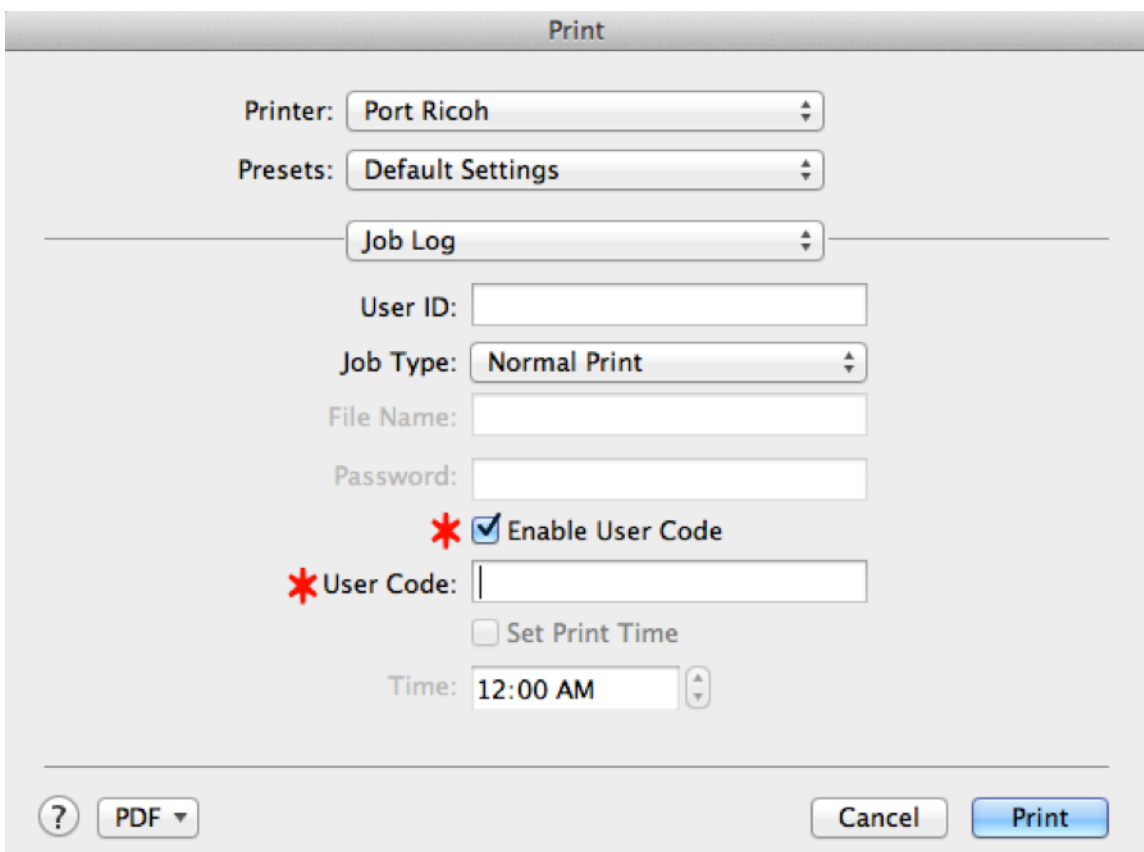 Print
Printer: Port Ricoh
Presets: Default Settings
Job Log
User ID:
Job Type: Normal Print
File Name:
Password:
Enable User Code
User Code:
Set Print Time
Time: 12:00 AM
? PDF Cancel Print